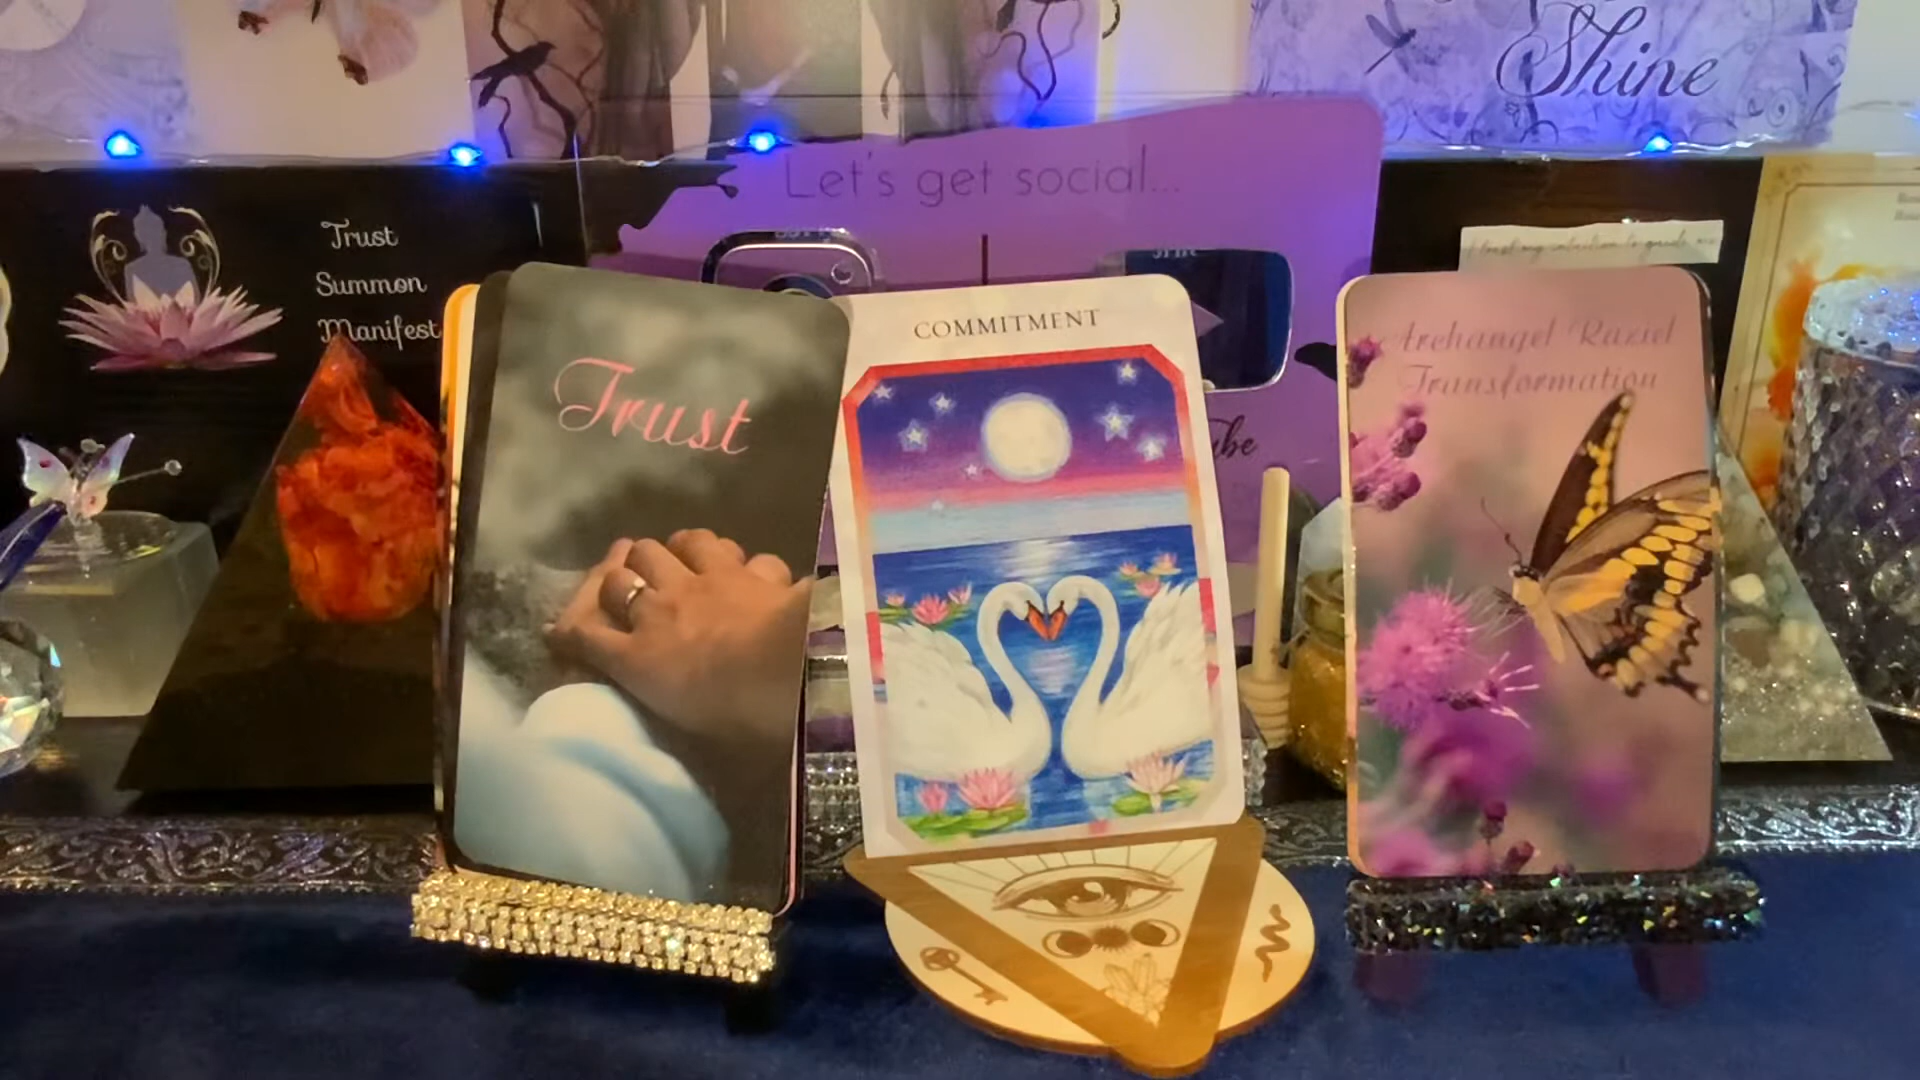 Shine
Let's get social...
Trust
Summon
Manifest
Trust
COMMITMENT
Archangel Raziel
Transformation